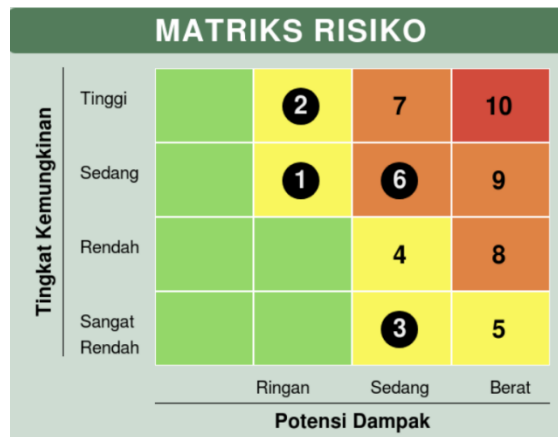 MATRIKS RISIKO
Tingkat Kemungkinan
Tinggi
2
7
10
Sedang
1
6
9
Rendah
4
8
Sangat
Rendah
3
5
Ringan
Sedang
Berat
Potensi Dampak